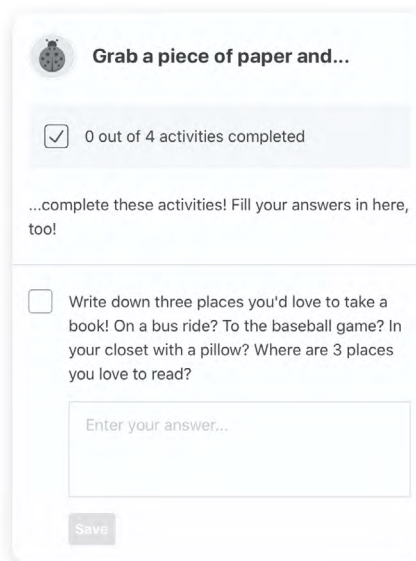 Grab a piece of paper and...
0 out of 4 activities completed
...complete these activities! Fill your answers in here,
too!
Write down three places you'd love to take a
book! On a bus ride? To the baseball game? In
your closet with a pillow? Where are 3 places
you love to read?
Enter your answer...
Save